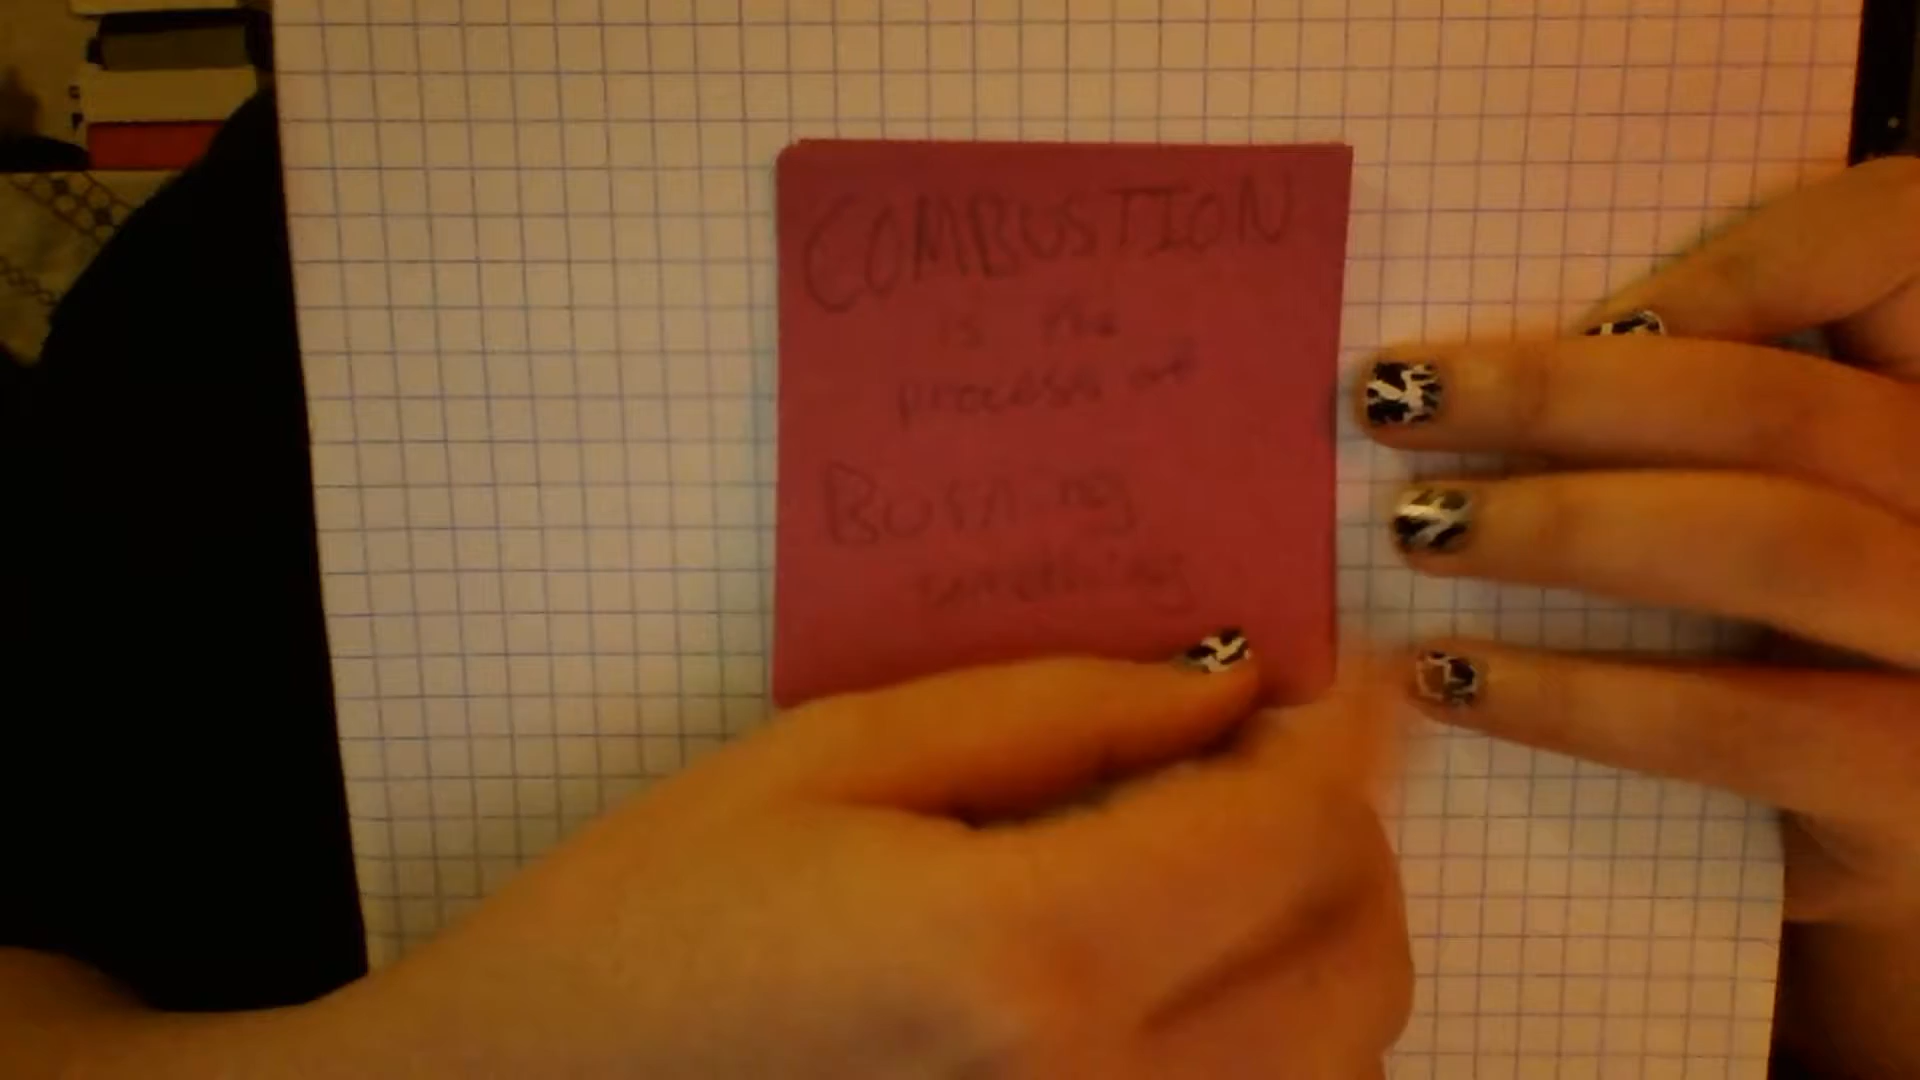 COMBUSTION
is the
process of
Burning
something